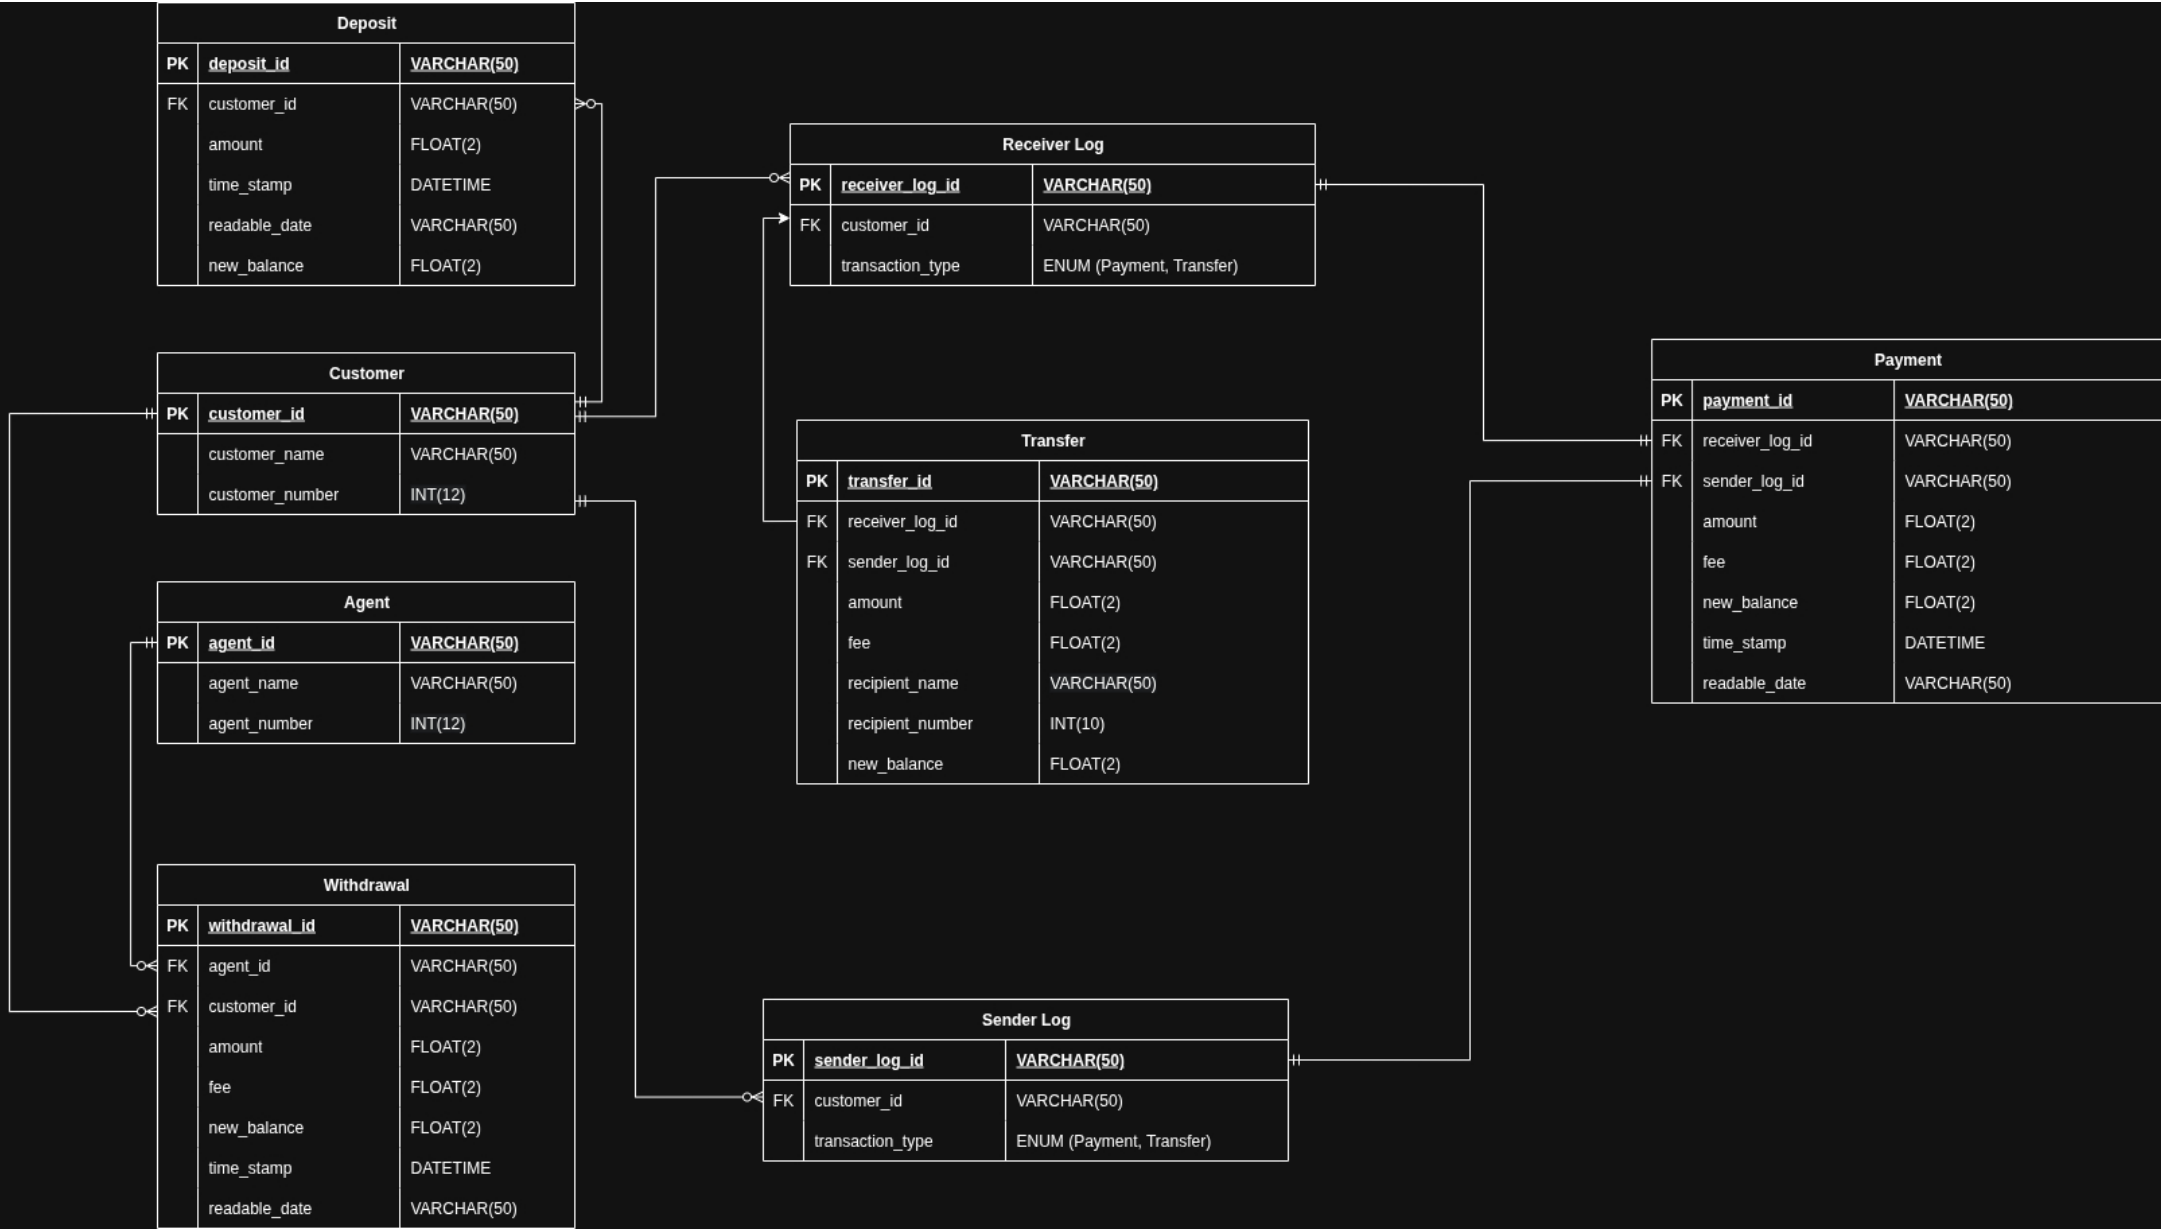 Deposit
PK deposit_id VARCHAR(50)
FK customer_id VARCHAR(50)
amount FLOAT(2)
time_stamp DATETIME
readable_date VARCHAR(50)
new_balance FLOAT(2)
Customer
PK customer_id VARCHAR(50)
customer_name VARCHAR(50)
customer_number INT(12)
Agent
PK agent_id VARCHAR(50)
agent_name VARCHAR(50)
agent_number INT(12)
Withdrawal
PK withdrawal_id VARCHAR(50)
FK agent_id VARCHAR(50)
FK customer_id VARCHAR(50)
amount FLOAT(2)
fee FLOAT(2)
new_balance FLOAT(2)
time_stamp DATETIME
readable_date VARCHAR(50)
Receiver Log
PK receiver_log_id VARCHAR(50)
FK customer_id VARCHAR(50)
transaction_type ENUM (Payment, Transfer)
Transfer
PK transfer_id VARCHAR(50)
FK receiver_log_id VARCHAR(50)
FK sender_log_id VARCHAR(50)
amount FLOAT(2)
fee FLOAT(2)
recipient_name VARCHAR(50)
recipient_number INT(10)
new_balance FLOAT(2)
Sender Log
PK sender_log_id VARCHAR(50)
FK customer_id VARCHAR(50)
transaction_type ENUM (Payment, Transfer)
Payment
PK payment_id VARCHAR(50)
FK receiver_log_id VARCHAR(50)
FK sender_log_id VARCHAR(50)
amount FLOAT(2)
fee FLOAT(2)
new_balance FLOAT(2)
time_stamp DATETIME
readable_date VARCHAR(50)